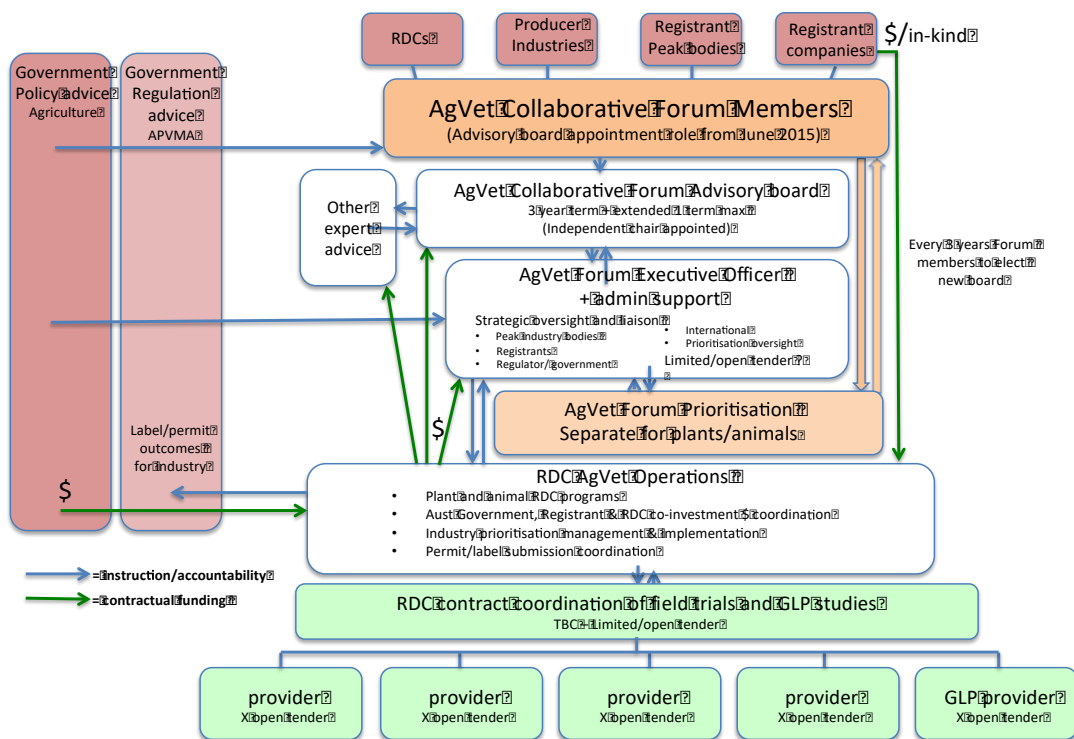 RDCs
Producer
Industries
Registrant
Peak bodies
Registrant
companies
$/in-kind
Government
Policy advice
Agriculture
Government
Regulation
advice
APVMA
AgVet Collaborative Forum Members
(Advisory board appointment role from June 2015)
Other
expert
advice
AgVet Collaborative Forum Advisory board
3 year term + extended 1 term max
(Independent chair appointed)
Every 3 years Forum
members to elect
new board
AgVet Forum Executive Officer
+ admin support
Strategic oversight and liaison
• Peak industry bodies
• Registrants
• Regulator/ government
• International
• Prioritisation oversight
Limited/open tender?
$
AgVet Forum Prioritisation
Separate for plants/animals
Label/permit
outcomes
for industry
$
RDC AgVet Operations
• Plant and animal RDC programs
• Aust Government, Registrant & RDC co-investment $ coordination
• Industry prioritisation management & implementation
• Permit/label submission coordination
= instruction/accountability
= contractual funding
RDC contract coordination of field trials and GLP studies
TBC – Limited/open tender
provider
X open tender
provider
X open tender
provider
X open tender
provider
X open tender
GLP provider
X open tender